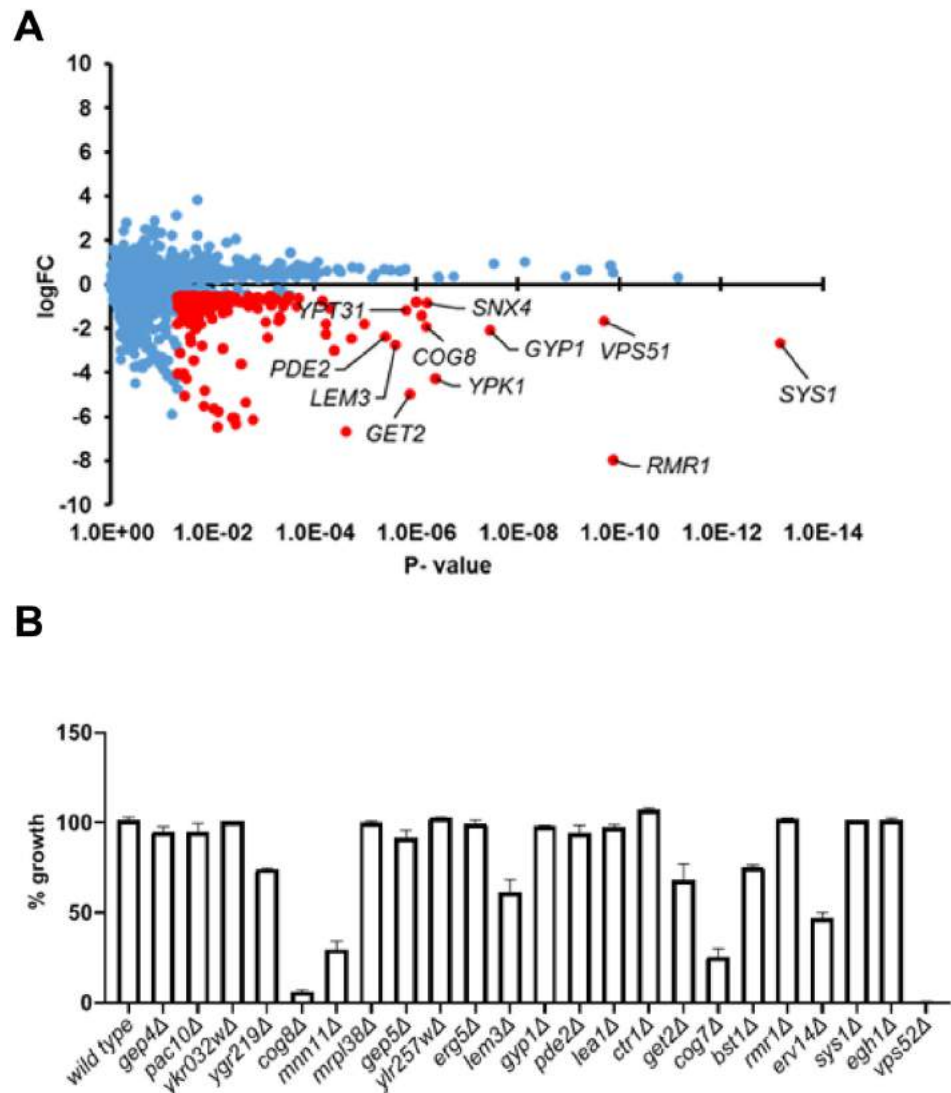 A
10
8
6
4
2
0
-2
-4
-6
-8
-10
logFC
YPT31
SNX4
PDE2
COG8
GYP1
VPS51
LEM3
YPK1
SYS1
GET2
RMR1
1.0E+00 1.0E-02 1.0E-04 1.0E-06 1.0E-08 1.0E-10 1.0E-12 1.0E-14
P- value
B
150
100
50
0
% growth
wild type
gep4Δ
pac10Δ
ykr032wΔ
ygr219Δ
cog8Δ
mnn11Δ
mrpl38Δ
gep5Δ
ylr257wΔ
erg5Δ
lem3Δ
gyp1Δ
pde2Δ
lea1Δ
ctr1Δ
get2Δ
cog7Δ
bst1Δ
rmr1Δ
erv14Δ
sys1Δ
egh1Δ
vps52Δ